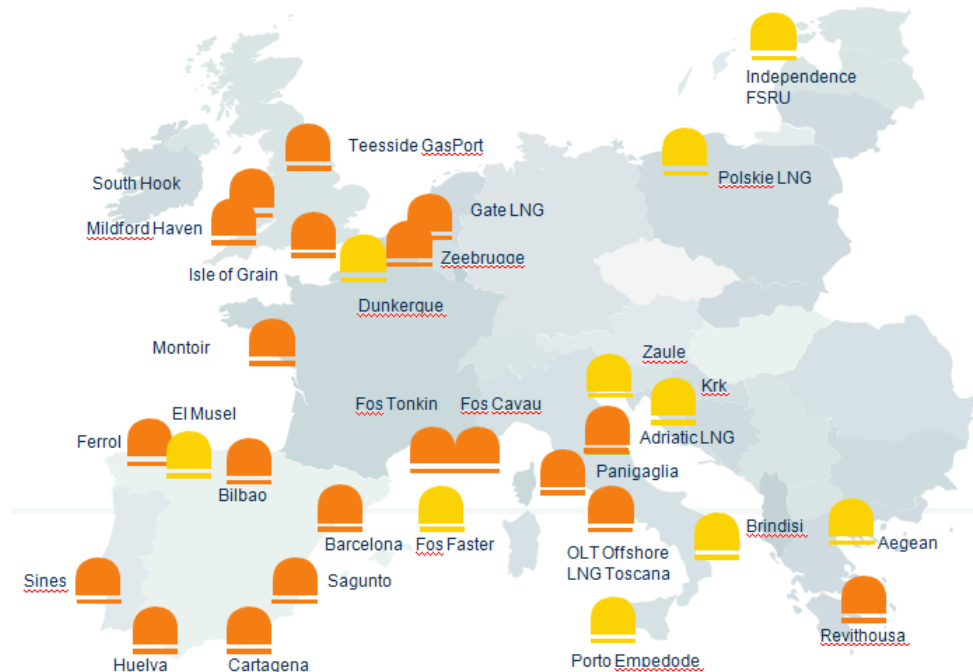 Independence
FSRU
Teesside GasPort
Polskie LNG
South Hook
Gate LNG
Mildford Haven
Zeebrugge
Isle of Grain
Dunkerque
Montoir
Zaule
Krk
Fos Tonkin
Fos Cavau
El Musel
Ferrol
Adriatic LNG
Panigaglia
Bilbao
Barcelona
Fos Faster
Brindisi
Aegean
OLT Offshore
LNG Toscana
Sines
Sagunto
Revithousa
Huelva
Cartagena
Porto Empedode